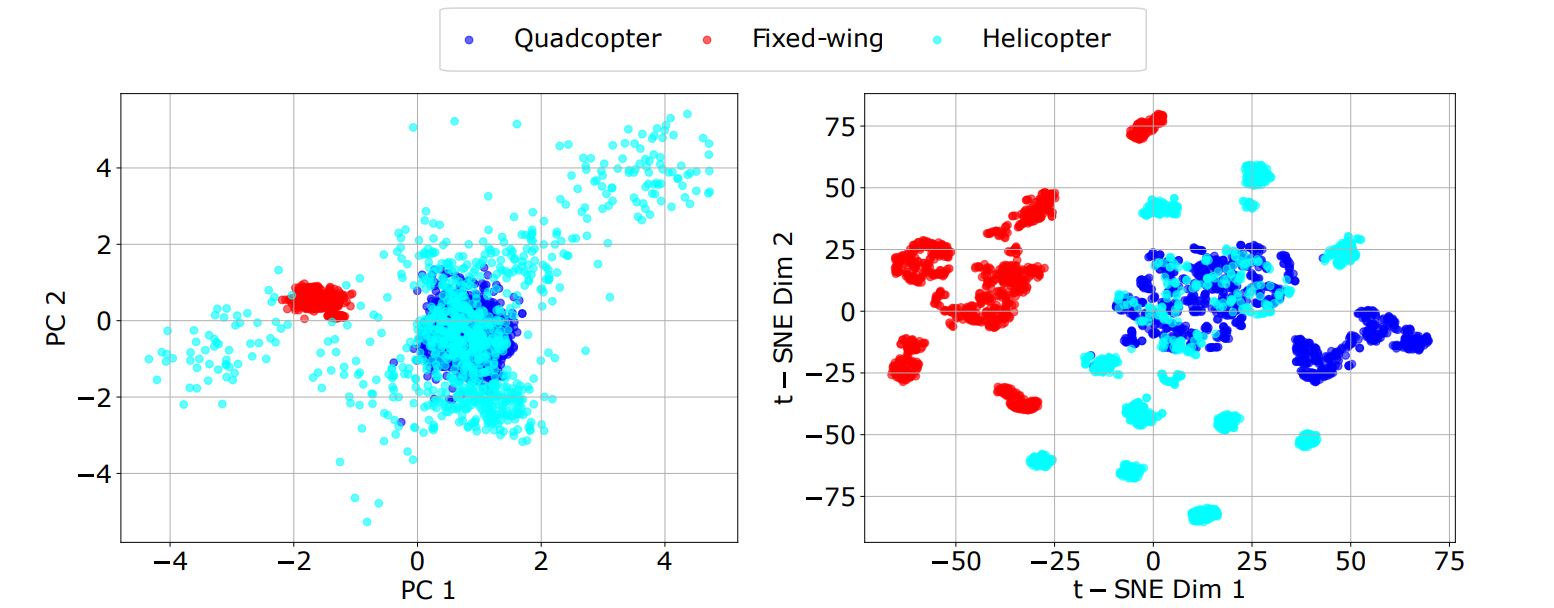 Quadcopter Fixed-wing Helicopter
4
2
0
−2
−4
PC 2
−4 −2 0 2 4
PC 1
75
50
25
0
−25
−50
−75
t − SNE Dim 2
−50 −25 0 25 50 75
t − SNE Dim 1